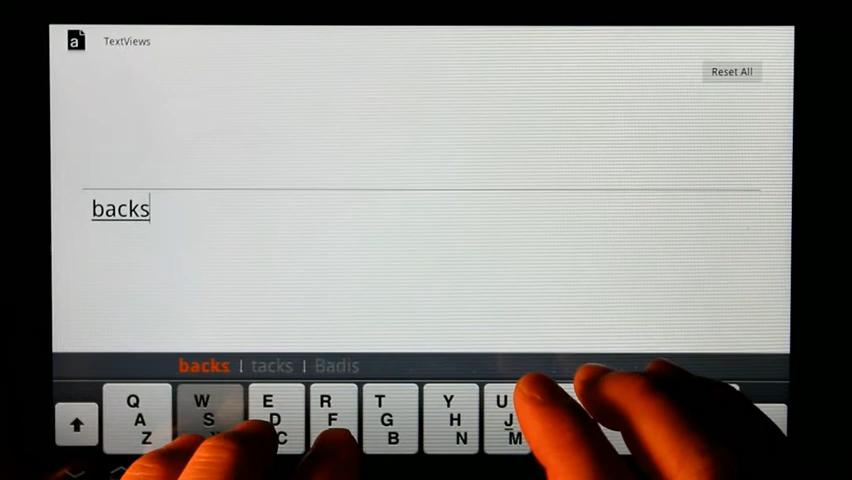 a TextViews
Reset All
backs
backs | tacks | Badis
Q W E R T Y U
A S D F G H J
Z C B N M